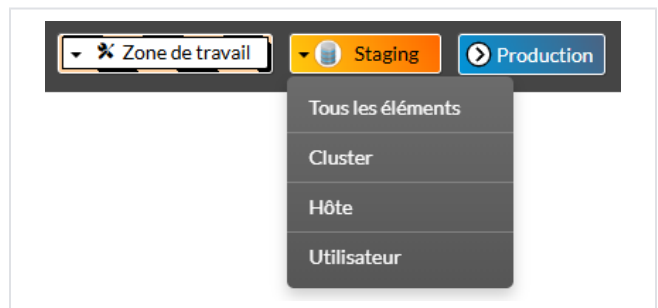 Zone de travail Staging Production
Tous les éléments
Cluster
Hôte
Utilisateur